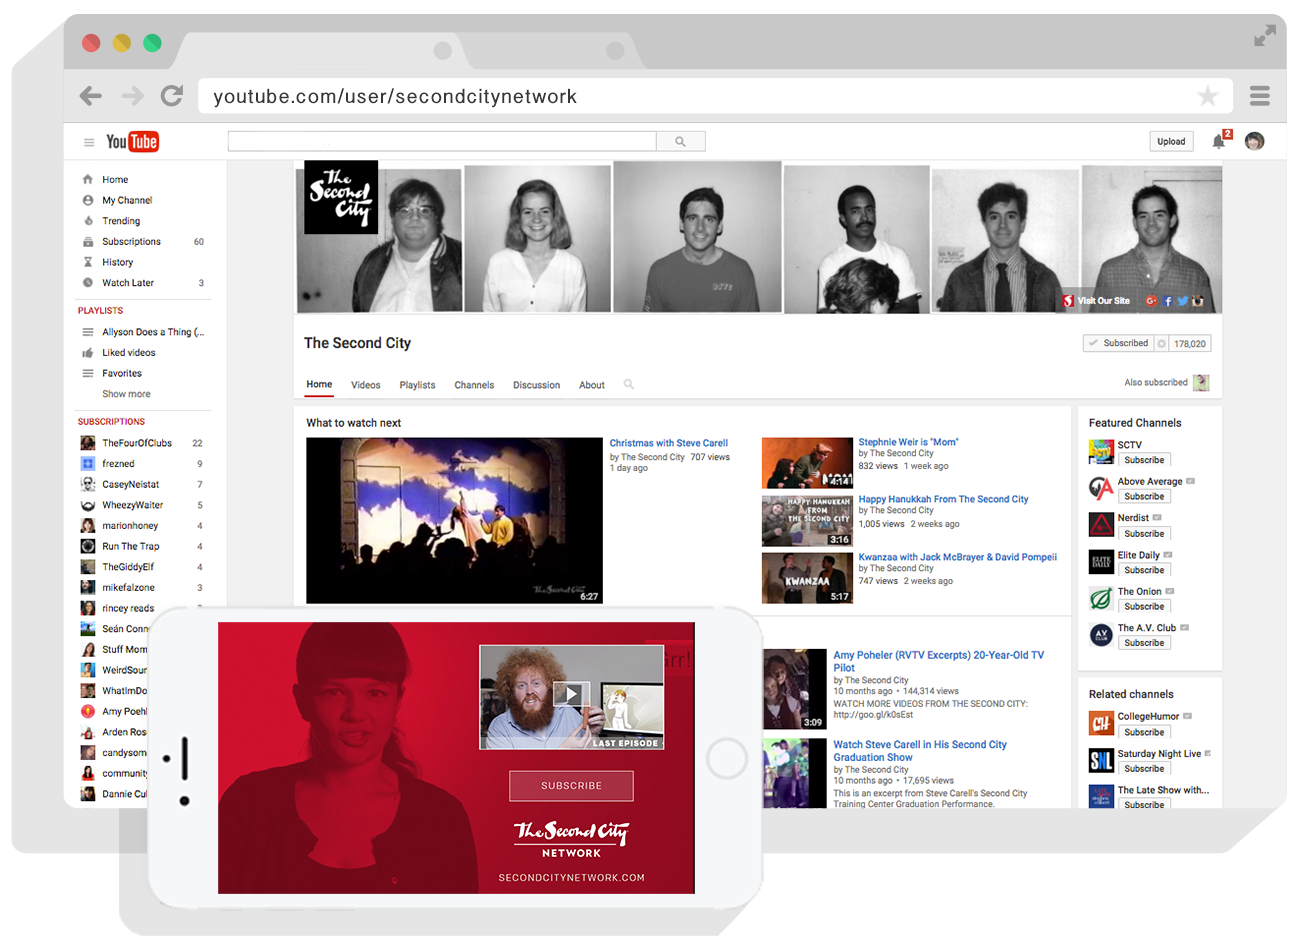 youtube.com/user/secondcitynetwork
YouTube
Upload
2
Home
My Channel
Trending
Subscriptions 60
History
Watch Later 3
PLAYLISTS
Allyson Does a Thing (...
Liked videos
Favorites
Show more
SUBSCRIPTIONS
TheFourOfClubs 22
frezned 9
CaseyNeistat 7
WheezyWaiter 5
marionhoney 4
Run The Trap 4
TheGiddyElf 4
mikefalzone 3
rincey reads
Seán Conn
Stuff Mom
WeirdSour
WhatImDo
Amy Poehl
Arden Ros
candysom
community
Dannie Cul
The Second City
Visit Our Site
The Second City
Subscribed 178,020
Home Videos Playlists Channels Discussion About
Also subscribed
What to watch next
6:27
Christmas with Steve Carell
by The Second City 707 views
1 day ago
MOM
4:14
Stephnie Weir is "Mom"
by The Second City
832 views 1 week ago
HAPPY HANUKKAH
FROM
THE SECOND CITY
3:16
Happy Hanukkah From The Second City
by The Second City
1,005 views 2 weeks ago
KWANZAA
5:17
Kwanzaa with Jack McBrayer & David Pompeii
by The Second City
747 views 2 weeks ago
3:09
Amy Poheler (RVTV Excerpts) 20-Year-Old TV
Pilot
by The Second City
10 months ago • 144,314 views
WATCH MORE VIDEOS FROM THE SECOND CITY:
http://goo.gl/k0sEst
Watch Steve Carell in His Second City
Graduation Show
by The Second City
10 months ago • 17,695 views
This is an excerpt from Steve Carell's Second City
Training Center Graduation Performance.
Featured Channels
SCTV
Subscribe
Above Average
Subscribe
Nerdist
Subscribe
ELITE
DAILY
Elite Daily
Subscribe
The Onion
Subscribe
A.V.
CLUB
The A.V. Club
Subscribe
Related channels
CH
CollegeHumor
Subscribe
SNL
Saturday Night Live
Subscribe
The Late Show with...
Subscribe
rr!
LAST EPISODE
SUBSCRIBE
The Second City
NETWORK
SECONDCITYNETWORK.COM